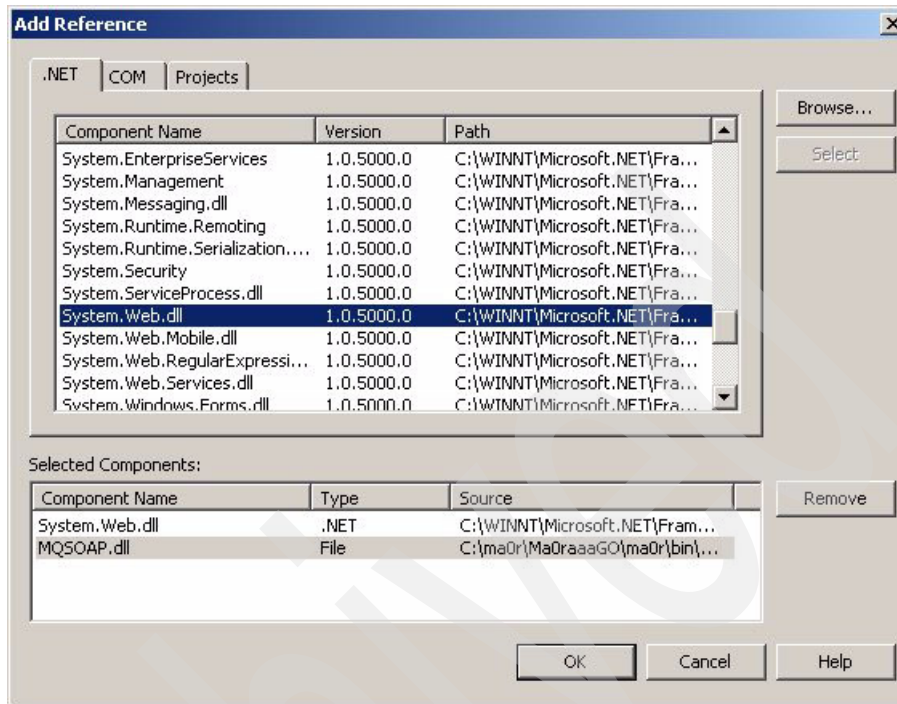 Add Reference
.NET COM Projects
Browse...
Select
Component Name Version Path
System.EnterpriseServices 1.0.5000.0 C:\WINNT\Microsoft.NET\Fra...
System.Management 1.0.5000.0 C:\WINNT\Microsoft.NET\Fra...
System.Messaging.dll 1.0.5000.0 C:\WINNT\Microsoft.NET\Fra...
System.Runtime.Remoting 1.0.5000.0 C:\WINNT\Microsoft.NET\Fra...
System.Runtime.Serialization.... 1.0.5000.0 C:\WINNT\Microsoft.NET\Fra...
System.Security 1.0.5000.0 C:\WINNT\Microsoft.NET\Fra...
System.ServiceProcess.dll 1.0.5000.0 C:\WINNT\Microsoft.NET\Fra...
System.Web.dll 1.0.5000.0 C:\WINNT\Microsoft.NET\Fra...
System.Web.Mobile.dll 1.0.5000.0 C:\WINNT\Microsoft.NET\Fra...
System.Web.RegularExpressi... 1.0.5000.0 C:\WINNT\Microsoft.NET\Fra...
System.Web.Services.dll 1.0.5000.0 C:\WINNT\Microsoft.NET\Fra...
System.Windows.Forms.dll 1.0.5000.0 C:\WINNT\Microsoft.NET\Fra...
Selected Components:
Component Name Type Source
Remove
System.Web.dll .NET C:\WINNT\Microsoft.NET\Fram...
MQSOAP.dll File C:\ma0r\Ma0raaaGO\ma0r\bin\...
OK Cancel Help